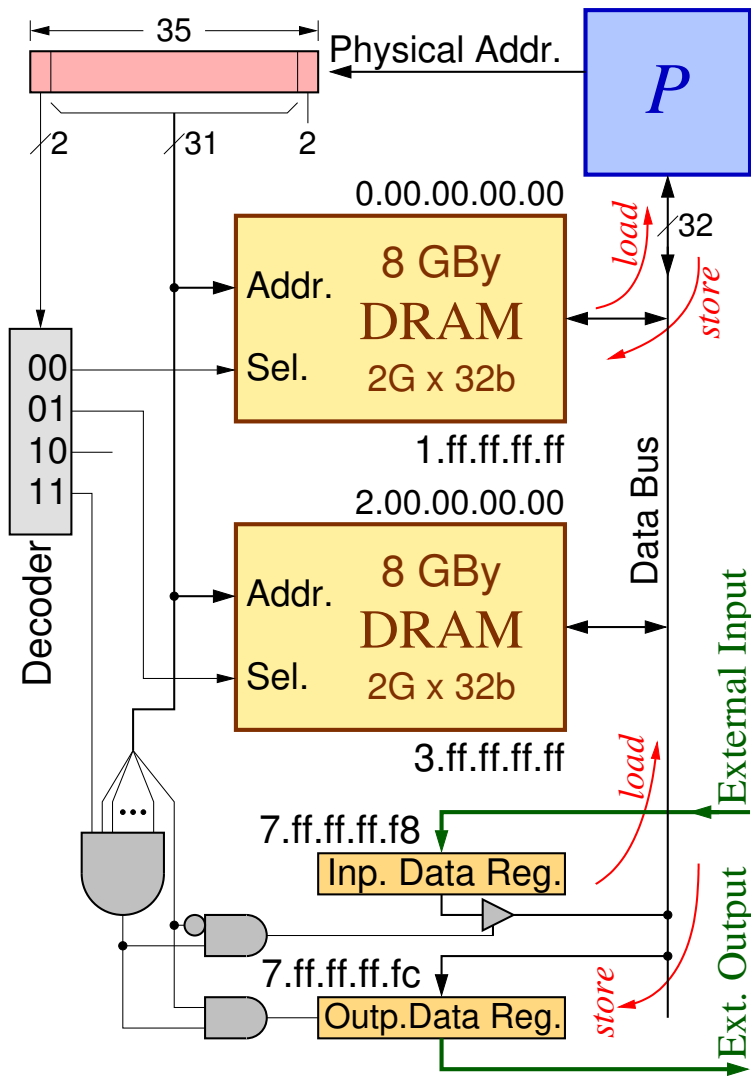 35
Physical Addr.
P
2
31
2
0.00.00.00.00
32
load
store
8 GBy
Addr.
DRAM
Sel.
2G x 32b
1.ff.ff.ff.ff
00
01
10
11
Decoder
Data Bus
2.00.00.00.00
8 GBy
Addr.
DRAM
Sel.
2G x 32b
3.ff.ff.ff.ff
External Input
load
7.ff.ff.ff.f8
Inp. Data Reg.
7.ff.ff.ff.fc
Outp.Data Reg.
store
Ext. Output